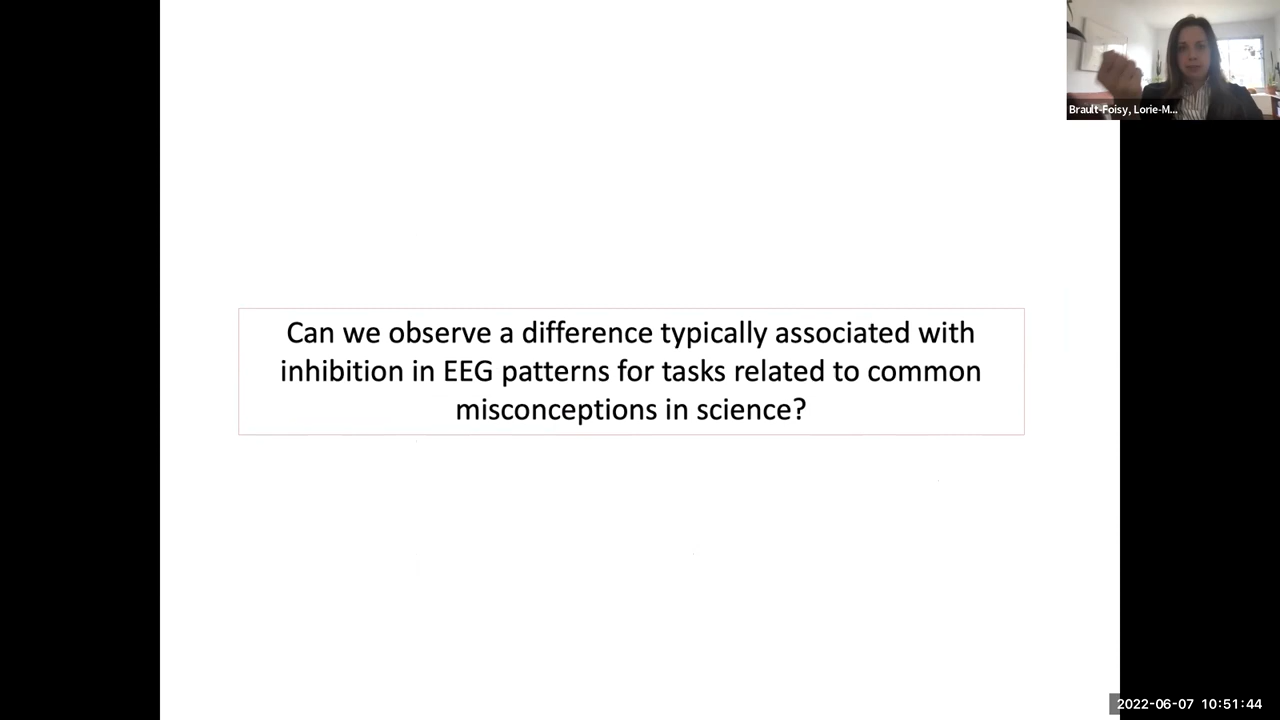 Brault-Foisy, Lorie-M...
Can we observe a difference typically associated with
inhibition in EEG patterns for tasks related to common
misconceptions in science?
2022-06-07 10:51:44